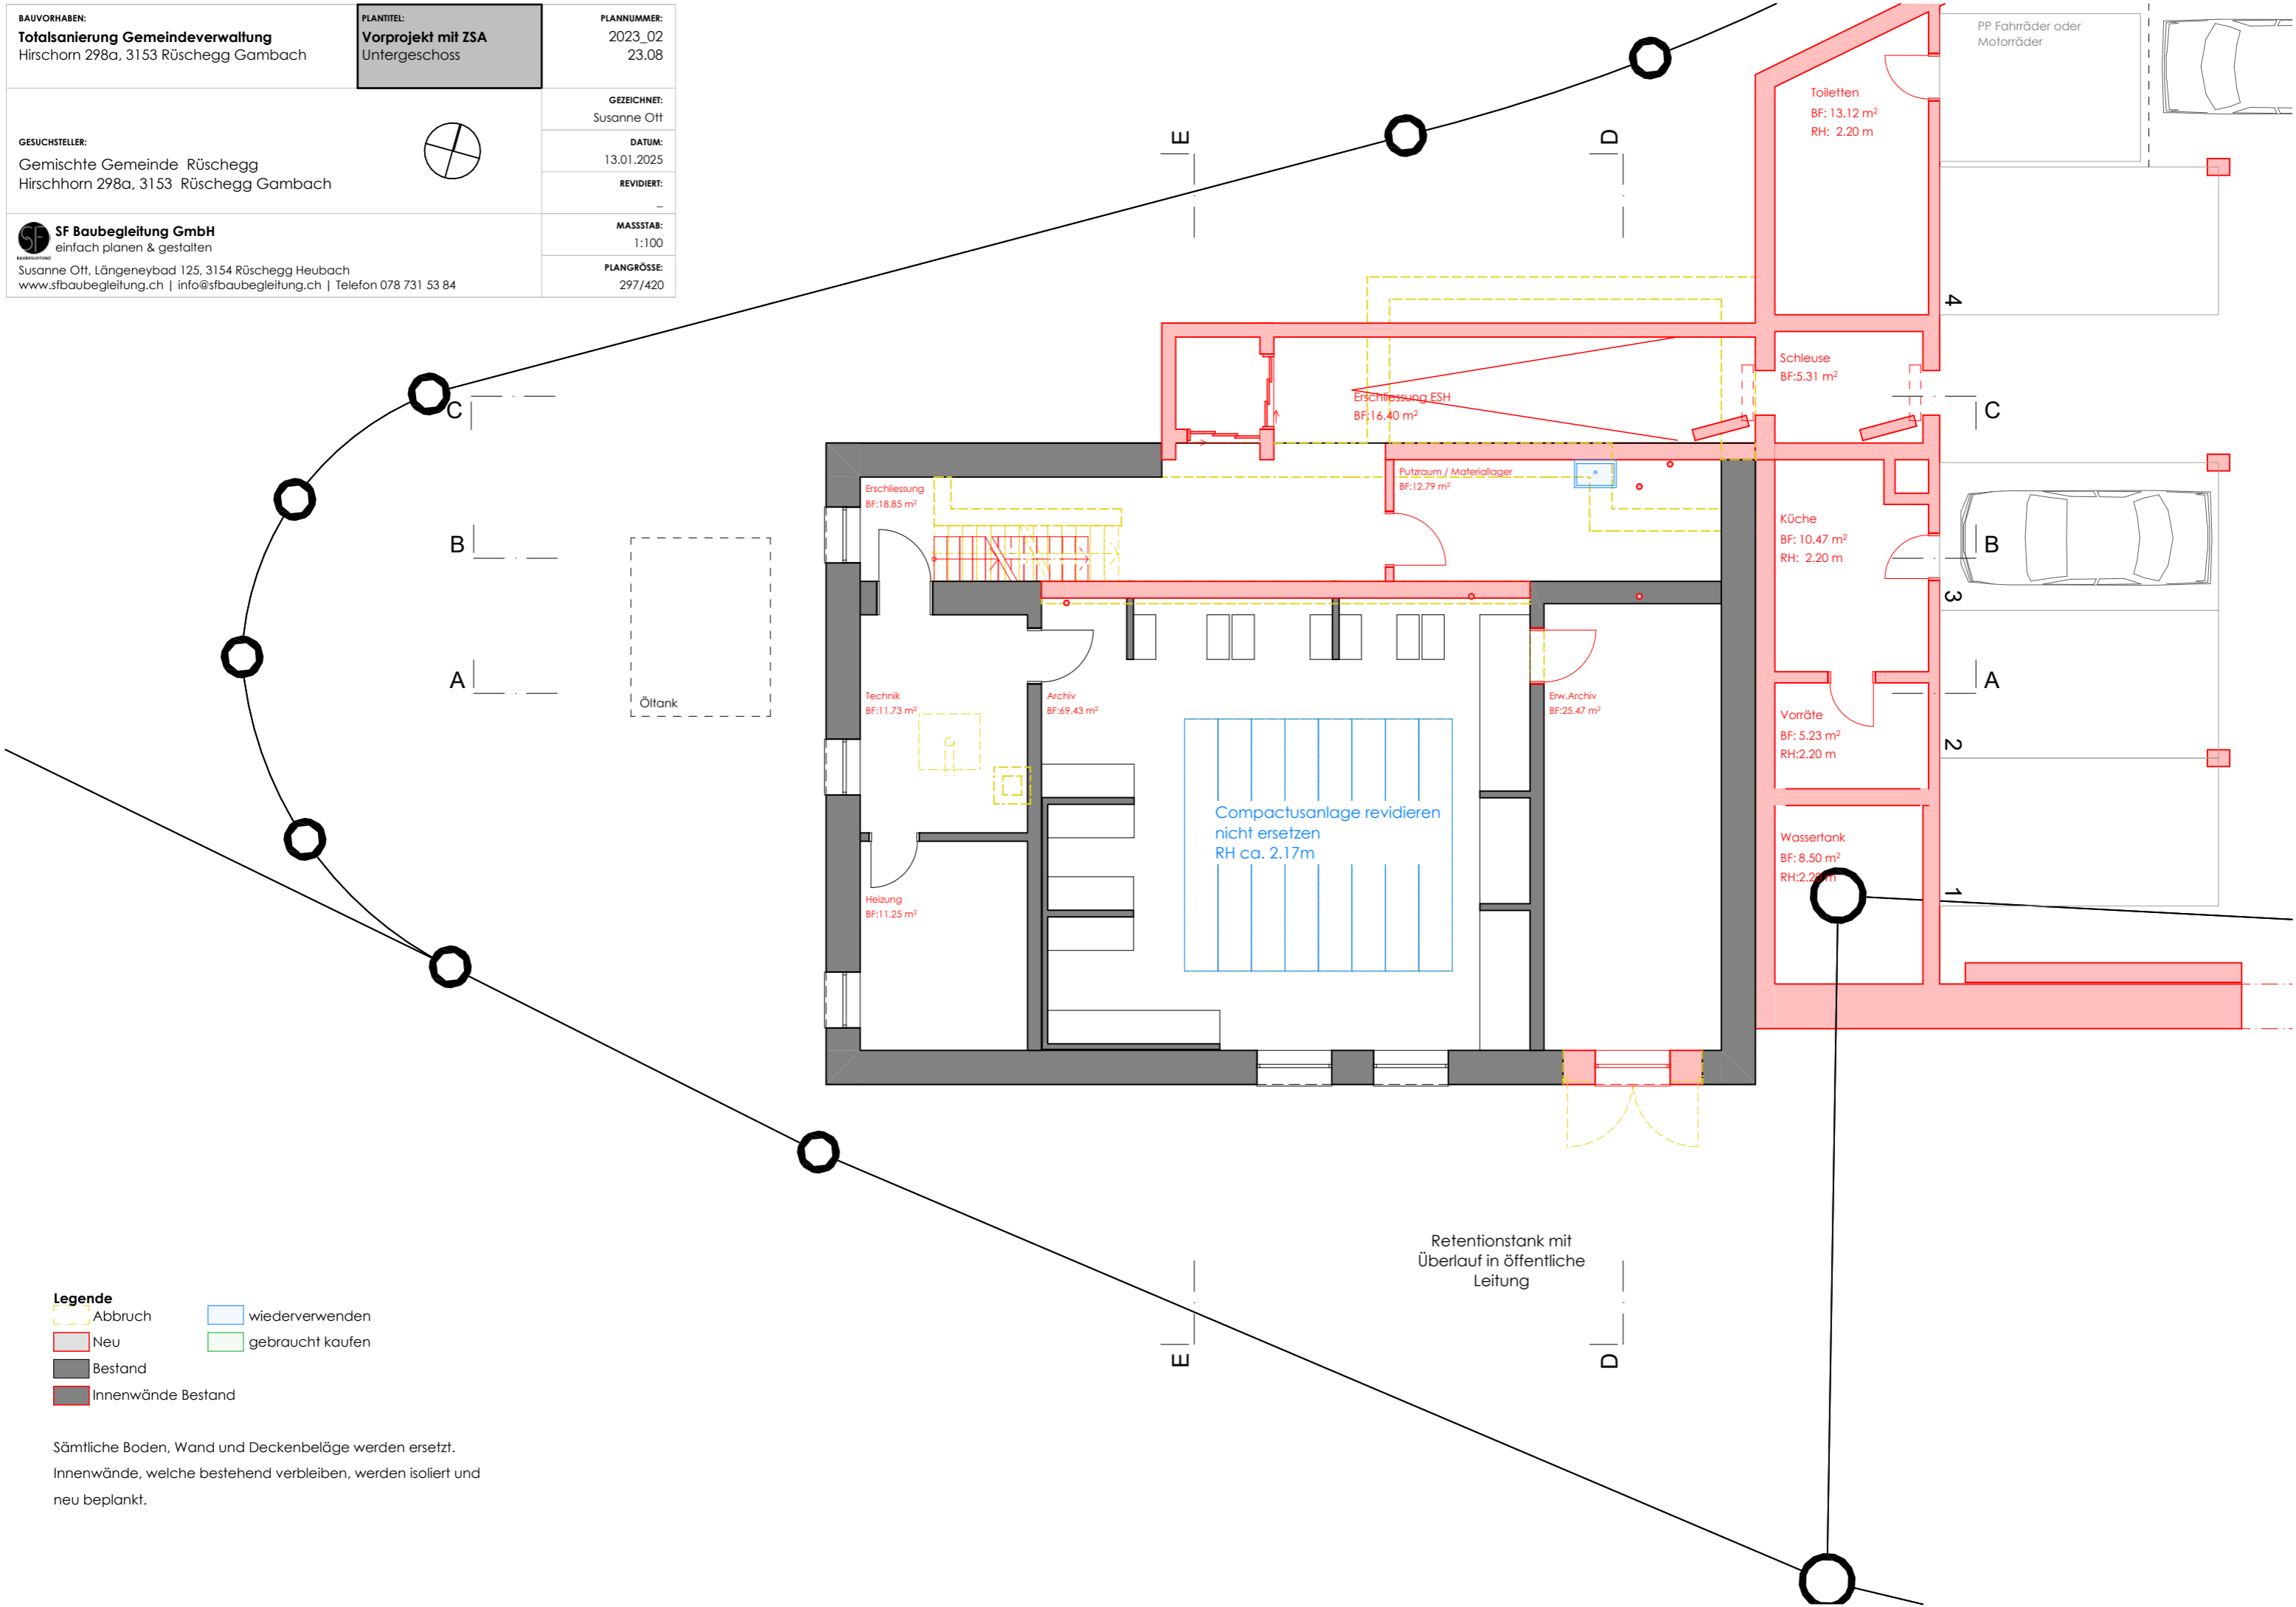 BAUVORHABEN:
Totalsanierung Gemeindeverwaltung
Hirschorn 298a, 3153 Rüschegg Gambach
PLANTITEL:
Vorprojekt mit ZSA
Untergeschoss
PLANNUMMER:
2023_02
23.08
GEZEICHNET:
Susanne Ott
GESUCHSTELLER:
Gemischte Gemeinde Rüschegg
Hirschhorn 298a, 3153 Rüschegg Gambach
DATUM:
13.01.2025
REVIDIERT:
_
SF
BAUBEGLEITUNG
SF Baubegleitung GmbH
einfach planen & gestalten
Susanne Ott, Längeneybad 125, 3154 Rüschegg Heubach
www.sfbaubegleitung.ch | info@sfbaubegleitung.ch | Telefon 078 731 53 84
MASSSTAB:
1:100
PLANGRÖSSE:
297/420
PP Fahrräder oder
Motorräder
Toiletten
BF: 13.12 m²
RH: 2.20 m
E
D
4
Schleuse
BF:5.31 m²
Erschliessung ESH
BF:16.40 m²
C
C
Putzraum / Materiallager
BF:12.79 m²
Erschliessung
BF:18.85 m²
Küche
BF: 10.47 m²
RH: 2.20 m
B
B
3
A
A
Öltank
Technik
BF:11.73 m²
Archiv
BF:69.43 m²
Erw.Archiv
BF:25.47 m²
Vorräte
BF: 5.23 m²
RH:2.20 m
2
Compactusanlage revidieren
nicht ersetzen
RH ca. 2.17m
Wassertank
BF: 8.50 m²
RH:2.20 m
1
Heizung
BF:11.25 m²
Retentionstank mit
Überlauf in öffentliche
Leitung
E
D
Legende
Abbruch
wiederverwenden
Neu
gebraucht kaufen
Bestand
Innenwände Bestand
Sämtliche Boden, Wand und Deckenbeläge werden ersetzt.
Innenwände, welche bestehend verbleiben, werden isoliert und
neu beplankt.